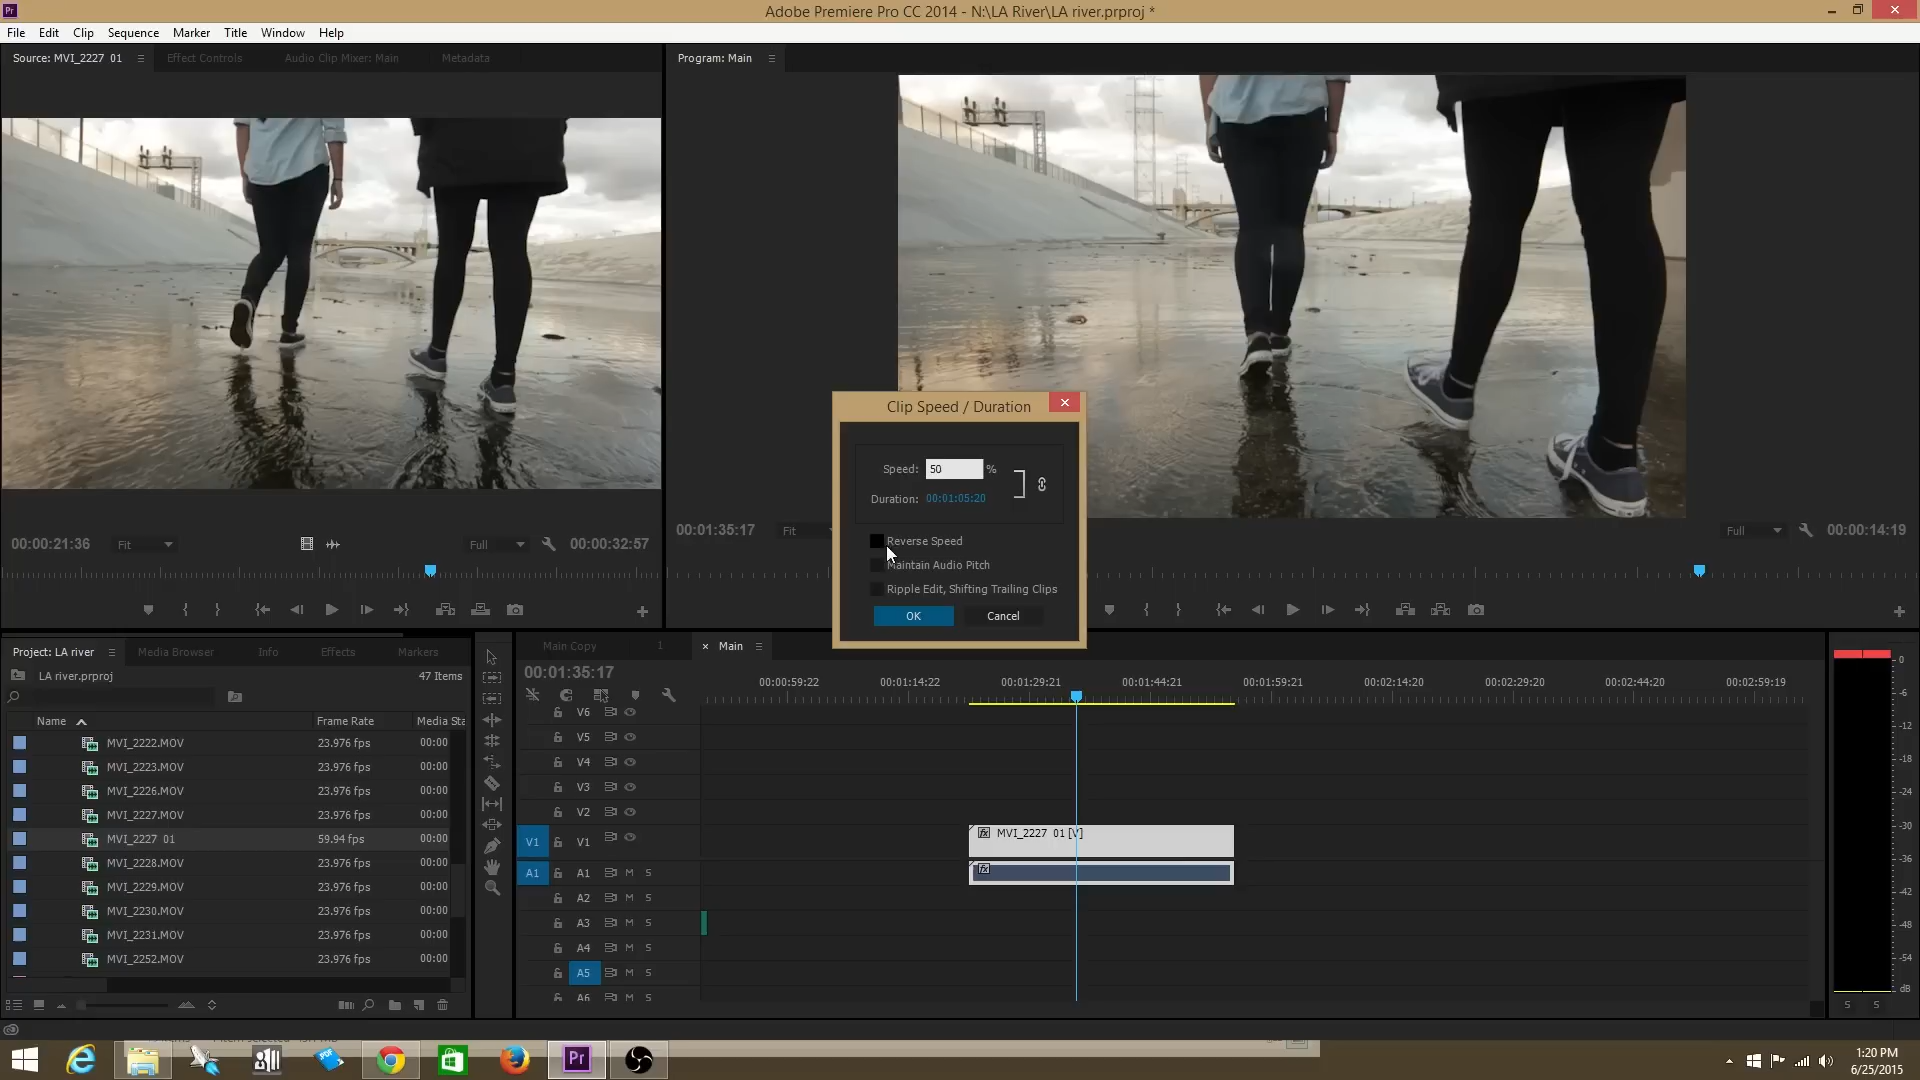 Adobe Premiere Pro CC 2014 - N:\LA River\LA river.prproj *
File Edit Clip Sequence Marker Title Window Help
Source: MVI_2227 01 Effect Controls Audio Clip Mixer: Main Metadata
Program: Main
Clip Speed / Duration
Speed: 50 %
Duration: 00:01:05:20
Reverse Speed
Maintain Audio Pitch
Ripple Edit, Shifting Trailing Clips
OK Cancel
00:00:21:36 Fit Full 00:00:32:57
00:01:35:17 Fit Full 00:00:14:19
Project: LA river Media Browser Info Effects Markers
LA river.prproj 47 Items
Name Frame Rate Media Sta
MVI_2222.MOV 23.976 fps 00:00
MVI_2223.MOV 23.976 fps 00:00
MVI_2226.MOV 23.976 fps 00:00
MVI_2227.MOV 23.976 fps 00:00
MVI_2227 01 59.94 fps 00:00
MVI_2228.MOV 23.976 fps 00:00
MVI_2229.MOV 23.976 fps 00:00
MVI_2230.MOV 23.976 fps 00:00
MVI_2231.MOV 23.976 fps 00:00
MVI_2252.MOV 23.976 fps 00:00
Main Copy 1 × Main
00:01:35:17
00:00:59:22 00:01:14:22 00:01:29:21 00:01:44:21 00:01:59:21 00:02:14:20 00:02:29:20 00:02:44:20 00:02:59:19
V6
V5
V4
V3
V2
V1 V1 fx MVI_2227 01 [V]
A1 A1 M S fx
A2 M S
A3 M S
A4 M S
A5 M S
A6 M S
0
-6
-12
-18
-24
-30
-36
-42
-48
-54
dB
S S
PDF
Pr
1:20 PM
6/25/2015